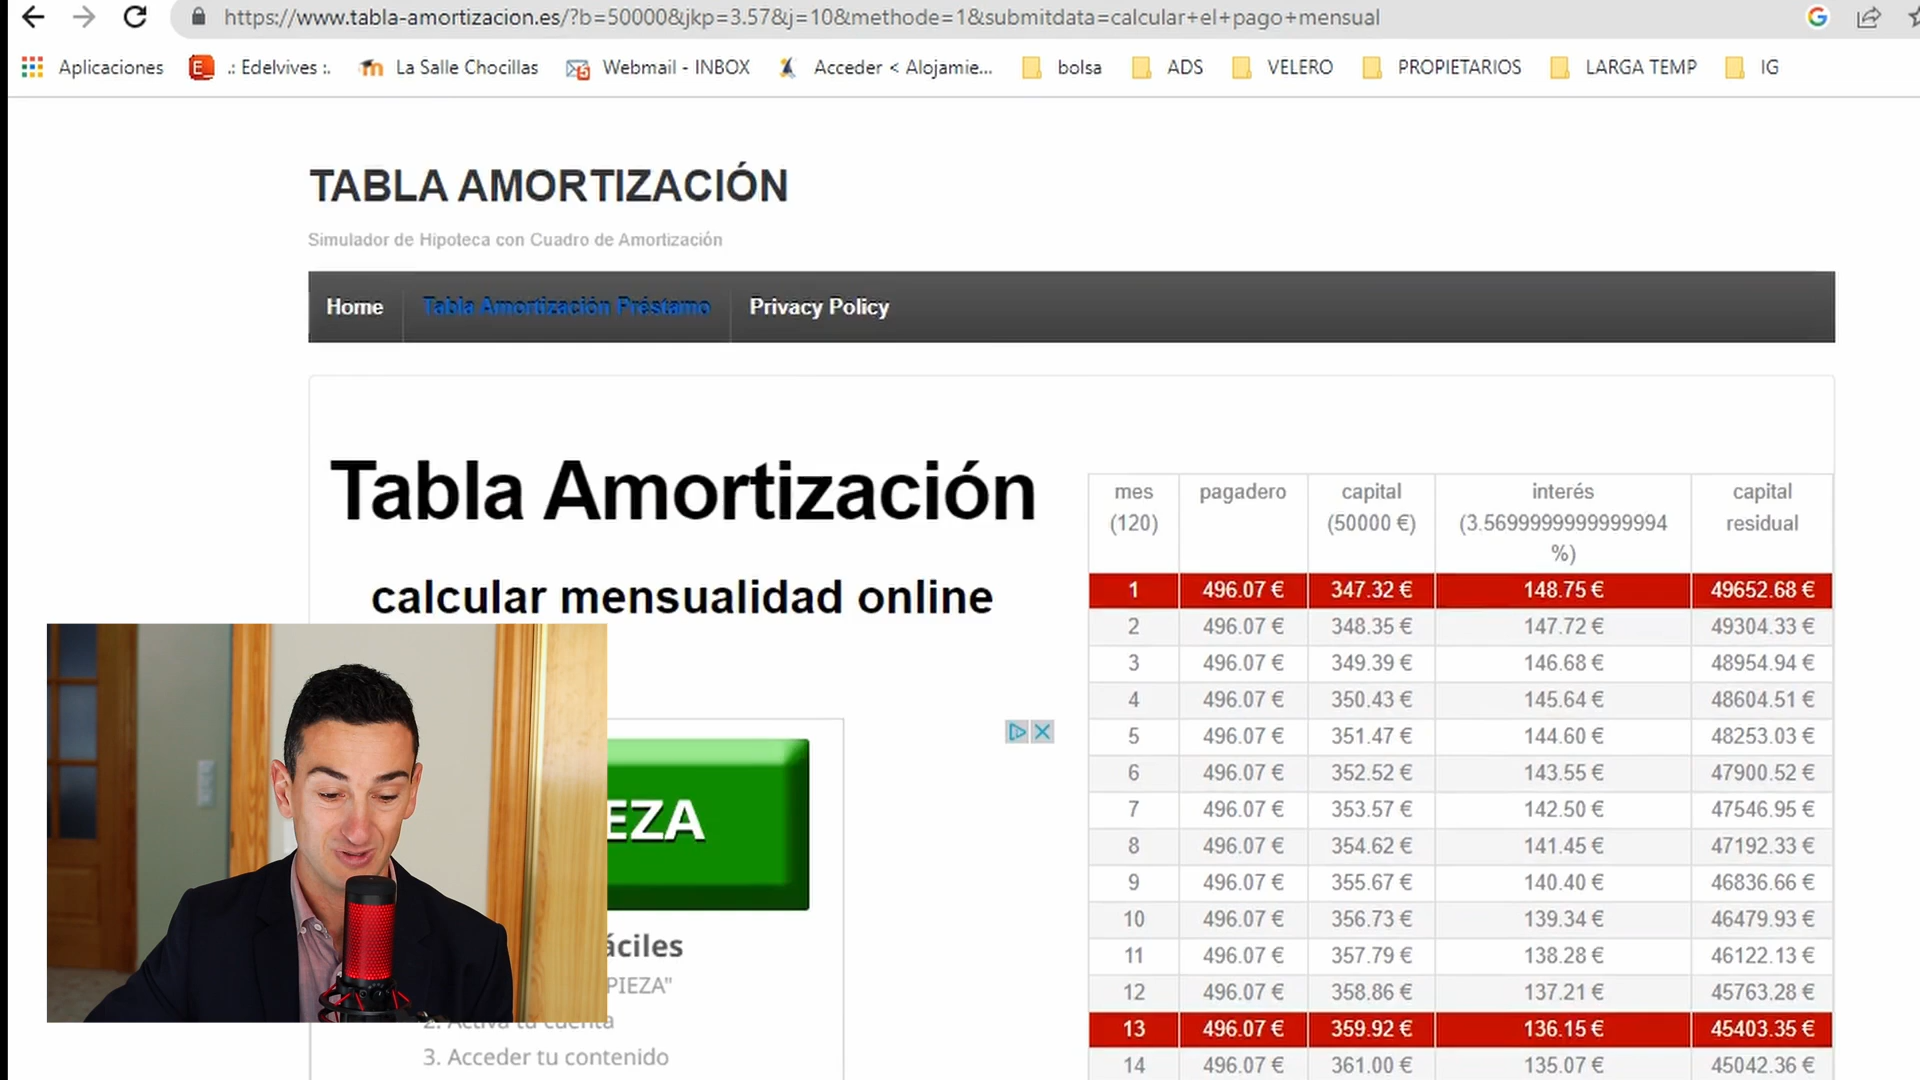 https://www.tabla-amortizacion.es/?b=50000&jkp=3.57&j=10&methode=1&submitdata=calcular+el+pago+mensual
Aplicaciones .: Edelvives :. La Salle Chocillas Webmail - INBOX Acceder < Alojamie... bolsa ADS VELERO PROPIETARIOS LARGA TEMP IG
TABLA AMORTIZACIÓN
Simulador de Hipoteca con Cuadro de Amortización
Home Tabla Amortización Préstamo Privacy Policy
Tabla Amortización
calcular mensualidad online
EZA
áciles
PIEZA"
2. Activa tu cuenta
3. Acceder tu contenido
mes pagadero capital interés capital
(120) (50000 €) (3.5699999999999994 residual
%)
1 496.07 € 347.32 € 148.75 € 49652.68 €
2 496.07 € 348.35 € 147.72 € 49304.33 €
3 496.07 € 349.39 € 146.68 € 48954.94 €
4 496.07 € 350.43 € 145.64 € 48604.51 €
5 496.07 € 351.47 € 144.60 € 48253.03 €
6 496.07 € 352.52 € 143.55 € 47900.52 €
7 496.07 € 353.57 € 142.50 € 47546.95 €
8 496.07 € 354.62 € 141.45 € 47192.33 €
9 496.07 € 355.67 € 140.40 € 46836.66 €
10 496.07 € 356.73 € 139.34 € 46479.93 €
11 496.07 € 357.79 € 138.28 € 46122.13 €
12 496.07 € 358.86 € 137.21 € 45763.28 €
13 496.07 € 359.92 € 136.15 € 45403.35 €
14 496.07 € 361.00 € 135.07 € 45042.36 €